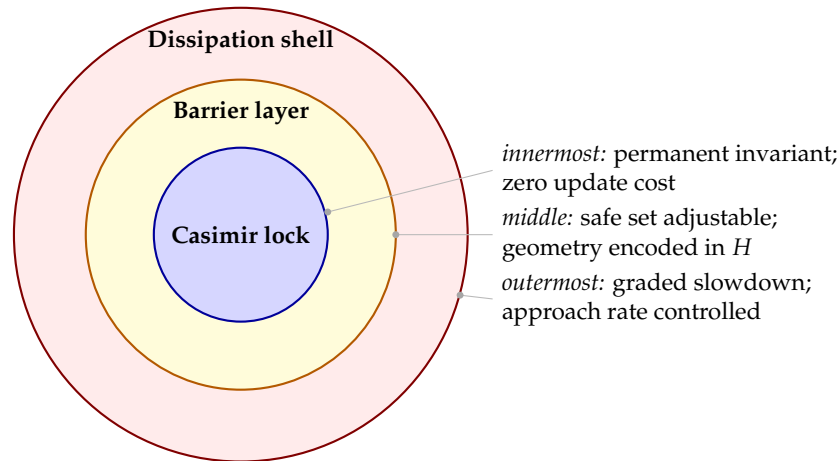 Dissipation shell
Barrier layer
Casimir lock
innermost: permanent invariant;
zero update cost
middle: safe set adjustable;
geometry encoded in H
outermost: graded slowdown;
approach rate controlled